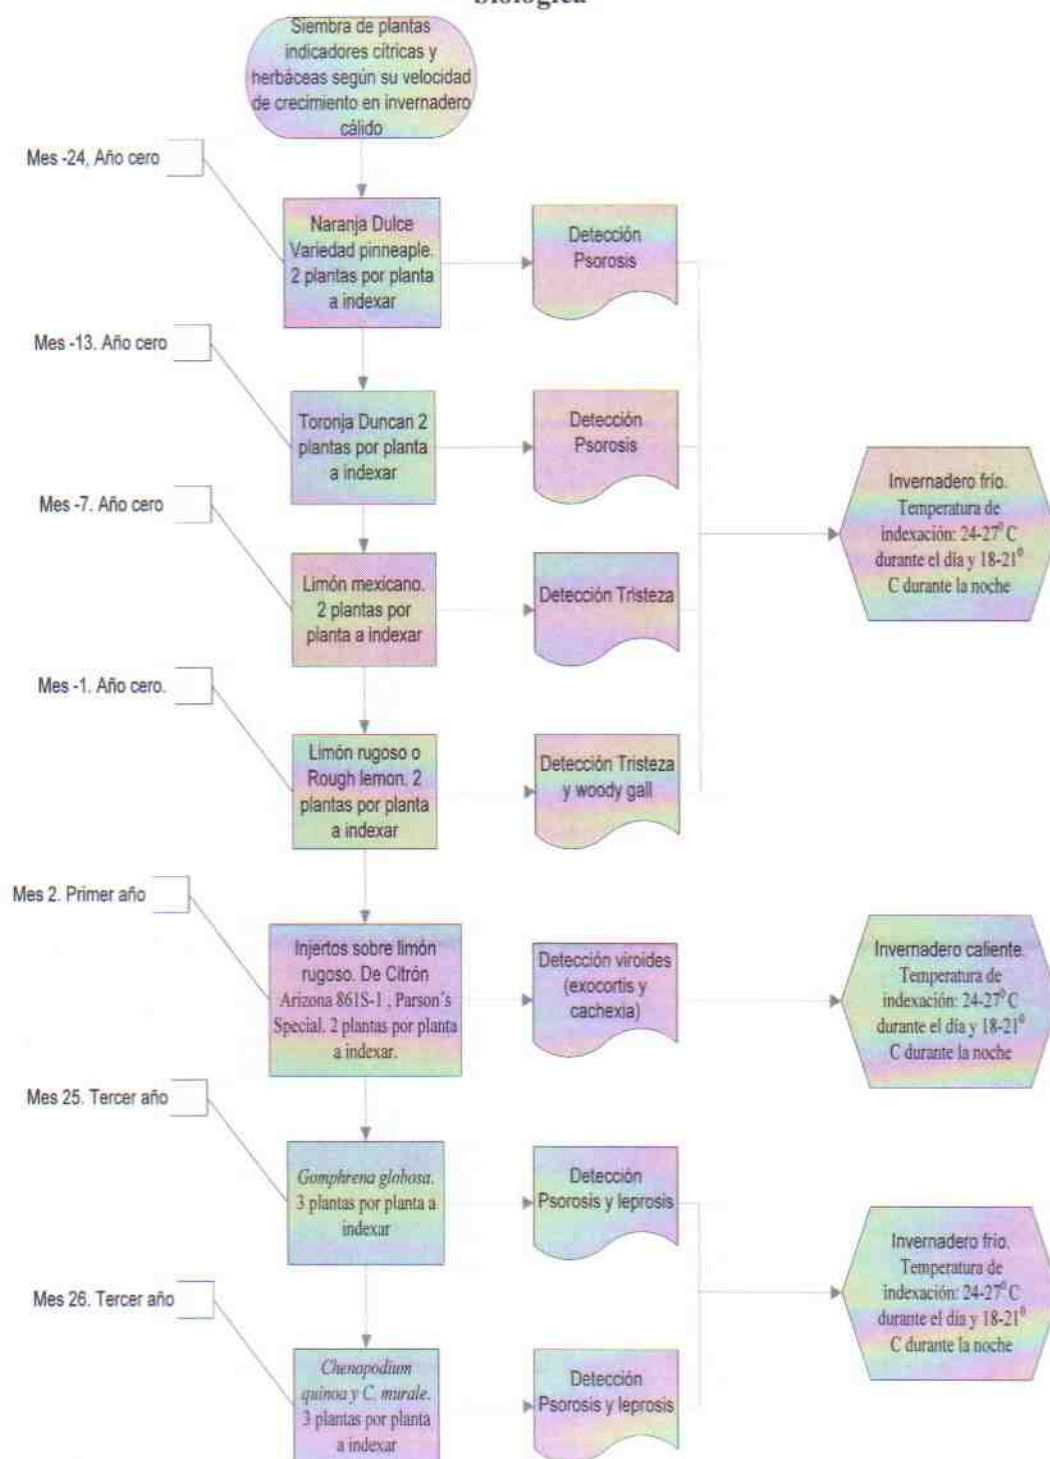 biológica
Siembra de plantas
indicadores cítricas y
herbáceas según su velocidad
de crecimiento en invernadero
cálido
Mes -24, Año cero
Naranja Dulce
Variedad pinneaple.
2 plantas por planta
a indexar
Detección
Psorosis
Mes -13. Año cero
Toronja Duncan 2
plantas por planta
a indexar
Detección
Psorosis
Invernadero frío.
Temperatura de
indexación: 24-27⁰ C
durante el día y 18-21⁰
C durante la noche
Mes -7. Año cero
Limón mexicano.
2 plantas por
planta a indexar
Detección Tristeza
Mes -1. Año cero.
Limón rugoso o
Rough lemon. 2
plantas por planta
a indexar
Detección Tristeza
y woody gall
Mes 2. Primer año
Injertos sobre limón
rugoso. De Citrón
Arizona 861S-1 , Parson´s
Special. 2 plantas por planta
a indexar.
Detección viroides
(exocortis y
cachexia)
Invernadero caliente.
Temperatura de
indexación: 24-27⁰ C
durante el día y 18-21⁰
C durante la noche
Mes 25. Tercer año
Gomphrena globosa.
3 plantas por planta a
indexar
Detección
Psorosis y leprosis
Invernadero frío.
Temperatura de
indexación: 24-27⁰ C
durante el día y 18-21⁰
C durante la noche
Mes 26. Tercer año
Chenopodium
quinoa y C. murale.
3 plantas por planta
a indexar
Detección
Psorosis y leprosis